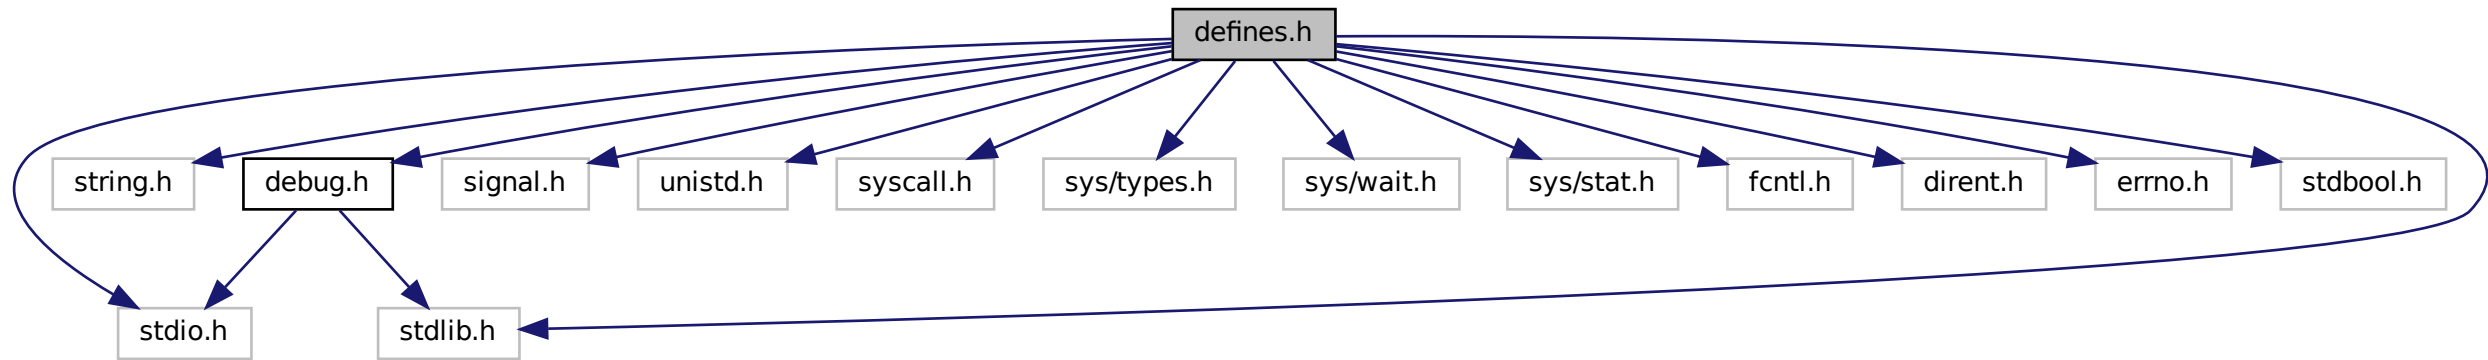 defines.h
string.h
debug.h
signal.h
unistd.h
syscall.h
sys/types.h
sys/wait.h
sys/stat.h
fcntl.h
dirent.h
errno.h
stdbool.h
stdio.h
stdlib.h